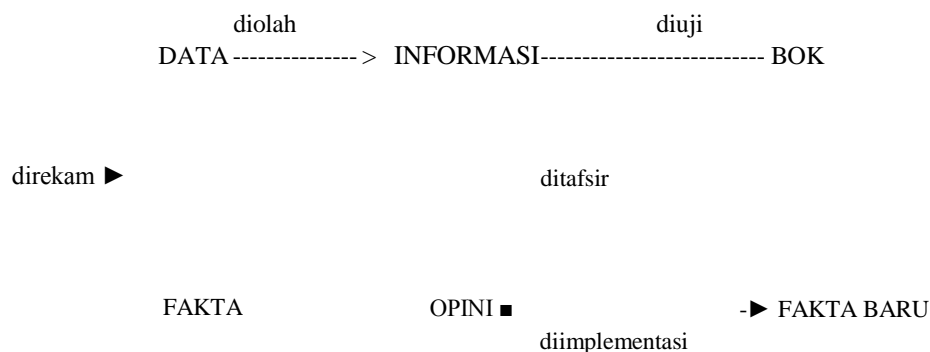 diolah diuji
DATA --------------- > INFORMASI--------------------------- BOK
direkam ► ditafsir
FAKTA OPINI ■ -► FAKTA BARU
diimplementasi